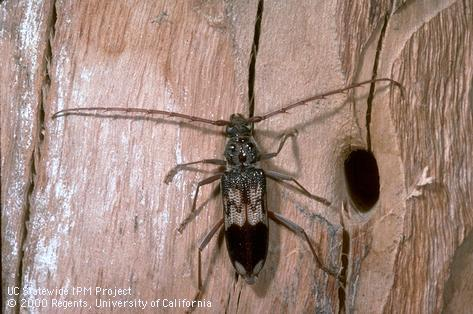 UC Statewide IPM Project
© 2000 Regents, University of California